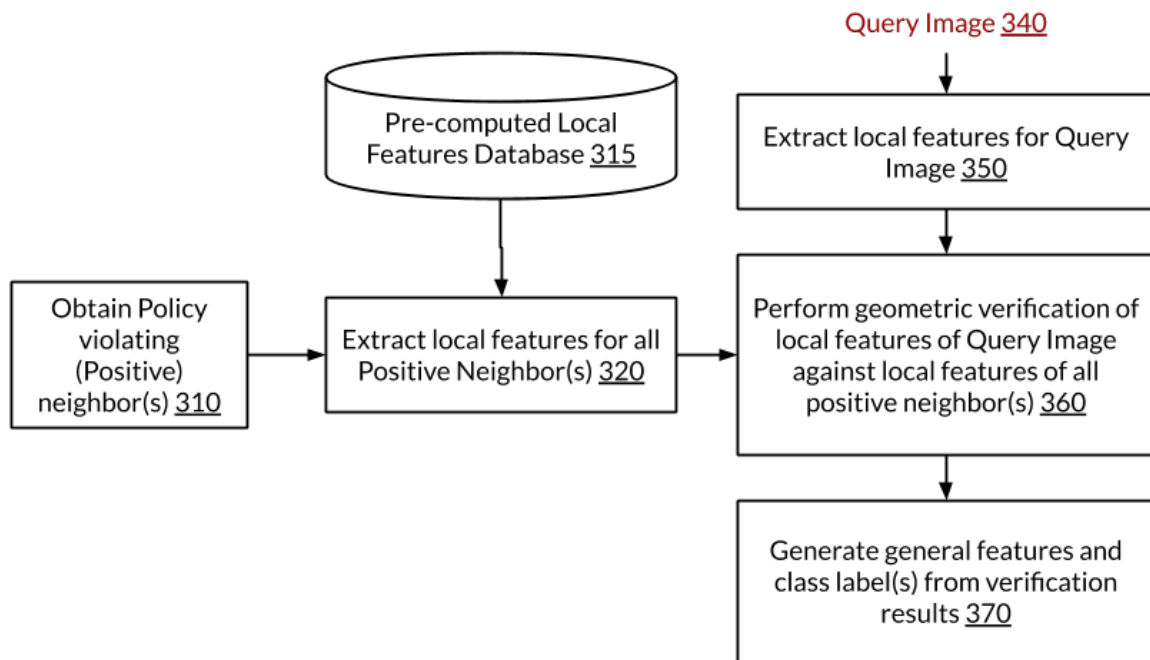 Query Image 340
Pre-computed Local
Features Database 315
Extract local features for Query
Image 350
Obtain Policy
violating
(Positive)
neighbor(s) 310
Extract local features for all
Positive Neighbor(s) 320
Perform geometric verification of
local features of Query Image
against local features of all
positive neighbor(s) 360
Generate general features and
class label(s) from verification
results 370